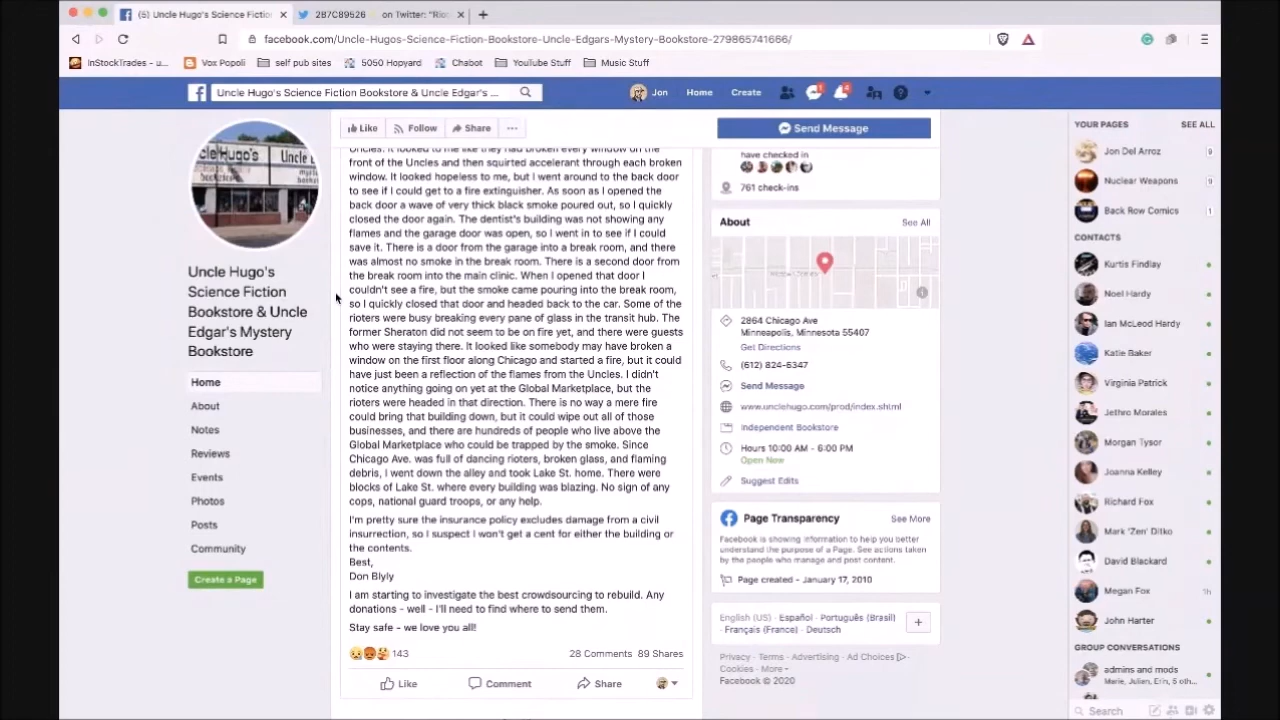 (5) Uncle Hugo's Science Fictio
2B7C89526
on Twitter: "Rio
facebook.com/Uncle-Hugos-Science-Fiction-Bookstore-Uncle-Edgars-Mystery-Bookstore-279865741666/
InStockTrades - u...
Vox Popoli
self pub sites
5050 Hopyard
Chabot
YouTube Stuff
Music Stuff
Uncle Hugo's Science Fiction Bookstore & Uncle Edgar's ...
Jon
Home
Create
Like
Follow
Share
Send Message
Uncles. It looked to me like they had broken every window on the
front of the Uncles and then squirted accelerant through each broken
window. It looked hopeless to me, but I went around to the back door
to see if I could get to a fire extinguisher. As soon as I opened the
back door a wave of very thick black smoke poured out, so I quickly
closed the door again. The dentist's building was not showing any
flames and the garage door was open, so I went in to see if I could
save it. There is a door from the garage into a break room, and there
was almost no smoke in the break room. There is a second door from
the break room into the main clinic. When I opened that door I
couldn't see a fire, but the smoke came pouring into the break room,
so I quickly closed that door and headed back to the car. Some of the
rioters were busy breaking every pane of glass in the transit hub. The
former Sheraton did not seem to be on fire yet, and there were guests
who were staying there. It looked like somebody may have broken a
window on the first floor along Chicago and started a fire, but it could
have just been a reflection of the flames from the Uncles. I didn't
notice anything going on yet at the Global Marketplace, but the
rioters were headed in that direction. There is no way a mere fire
could bring that building down, but it could wipe out all of those
businesses, and there are hundreds of people who live above the
Global Marketplace who could be trapped by the smoke. Since
Chicago Ave. was full of dancing rioters, broken glass, and flaming
debris, I went down the alley and took Lake St. home. There were
blocks of Lake St. where every building was blazing. No sign of any
cops, national guard troops, or any help.
I'm pretty sure the insurance policy excludes damage from a civil
insurrection, so I suspect I won't get a cent for either the building or
the contents.
Best,
Don Blyly
I am starting to investigate the best crowdsourcing to rebuild. Any
donations - well - I'll need to find where to send them.
Stay safe - we love you all!
143
28 Comments 89 Shares
Like
Comment
Share
Uncle Hugo's
Science Fiction
Bookstore & Uncle
Edgar's Mystery
Bookstore
Home
About
Notes
Reviews
Events
Photos
Posts
Community
Create a Page
have checked in
761 check-ins
About
See All
2864 Chicago Ave
Minneapolis, Minnesota 55407
Get Directions
(612) 824-6347
Send Message
www.unclehugo.com/prod/index.shtml
Independent Bookstore
Hours 10:00 AM - 6:00 PM
Open Now
Suggest Edits
Page Transparency
See More
Facebook is showing information to help you better
understand the purpose of a Page. See actions taken
by the people who manage and post content.
Page created - January 17, 2010
English (US) · Español · Português (Brasil)
· Français (France) · Deutsch
Privacy · Terms · Advertising · Ad Choices ·
Cookies · More
Facebook © 2020
YOUR PAGES
SEE ALL
Jon Del Arroz
9
Nuclear Weapons
9
Back Row Comics
1
CONTACTS
Kurtis Findlay
Noel Hardy
Ian McLeod Hardy
Katie Baker
Virginia Patrick
Jethro Morales
Morgan Tysor
Joanna Kelley
Richard Fox
Mark 'Zen' Ditko
David Blackard
Megan Fox
1h
John Harter
GROUP CONVERSATIONS
admins and mods
Marie, Julian, Erin, 5 oth...
Search